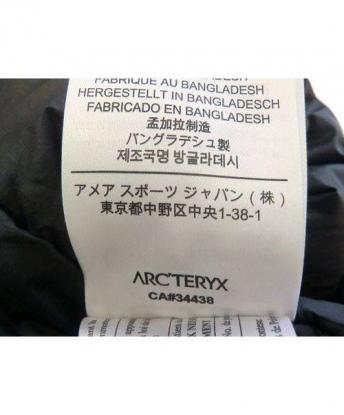 FABRIQUE AU BANGLADESH
HERGESTELLT IN BANGLADESCH
FABRICADO EN BANGLADESH
孟加拉制造
バングラデシュ製
제조국명 방글라데시
アメア スポーツ ジャパン ( 株 )
東京都中野区中央1-38-1
ARC'TERYX
CA#34438